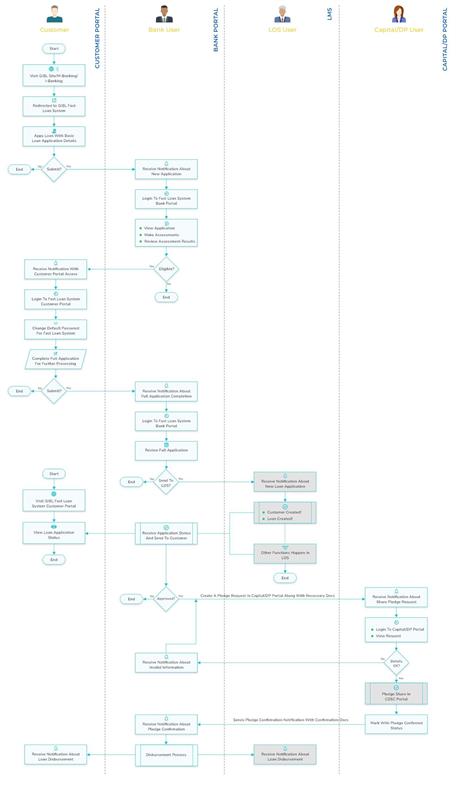 Customer
CUSTOMER PORTAL
Bank User
BANK PORTAL
LOS User
LMS
Capital/DP User
CAPITAL/DP PORTAL
Start
Visit GIBL Site/M-Banking/
I-Banking
Redirected to GIBL Fast
Loan System
Apps Loan With Basic
Loan Application Details
End
No
Submit?
Yes
Receive Notification About
New Application
Login To Fast Loan System
Bank Portal
View Application
Make Assessments
Review Assessment Results
Receive Notification With
Customer Portal Access
Yes
Eligible?
No
End
Login To Fast Loan System
Customer Portal
Change Default Password
For Fast Loan System
Complete Full Application
For Further Processing
End
No
Submit?
Yes
Receive Notification About
Full Application Completion
Login To Fast Loan System
Bank Portal
Review Full Application
Start
End
No
Send To
LOS?
Yes
Receive Notification About
New Loan Application
Visit GIBL Fast Loan
System Customer Portal
Customer Created?
Loan Created?
View Loan Application
Status
Receive Application Status
And Send To Customer
Other Functions Happen In
LOS
End
End
End
No
Approved?
Yes
Create A Pledge Request In Capital/DP Portal Along With Necessary Docs
Receive Notification About
Share Pledge Request
Login To Capital/DP Portal
View Request
Receive Notification About
Invalid Information
No
Details
OK?
Yes
Pledge Share In
CDSC Portal
Receive Notification About
Pledge Confirmation
Sends Pledge Confirmation Notification With Confirmation Docs
Mark With Pledge Confirmed
Status
Receive Notification About
Loan Disbursement
Disbursement Process
Receive Notification About
Loan Disbursement